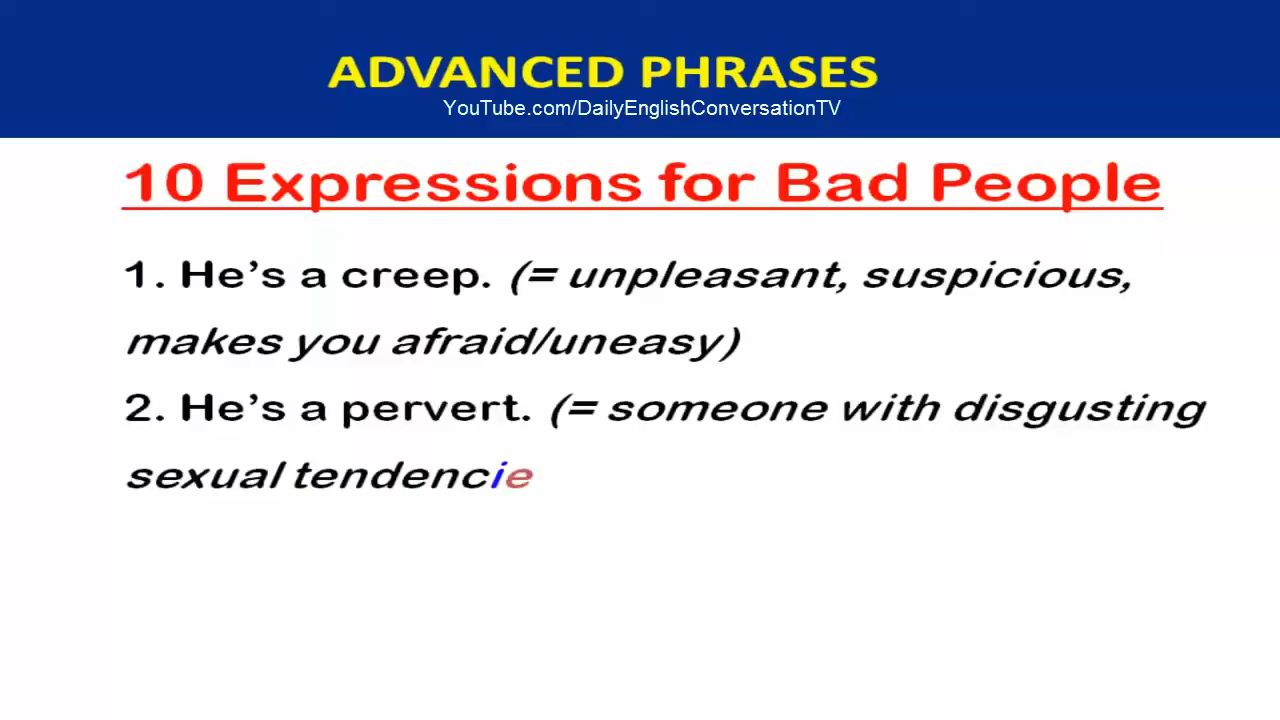 ADVANCED PHRASES
YouTube.com/DailyEnglishConversationTV
10 Expressions for Bad People
1. He’s a creep. (= unpleasant, suspicious,
makes you afraid/uneasy)
2. He’s a pervert. (= someone with disgusting
sexual tendencie